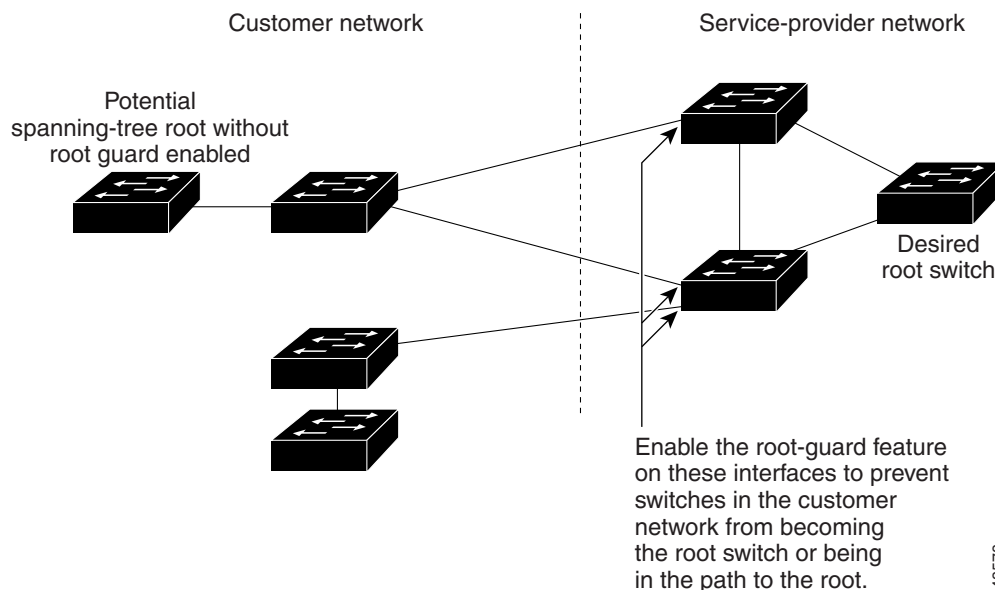 Customer network
Service-provider network
Potential
spanning-tree root without
root guard enabled
Desired
root switch
Enable the root-guard feature
on these interfaces to prevent
switches in the customer
network from becoming
the root switch or being
in the path to the root.